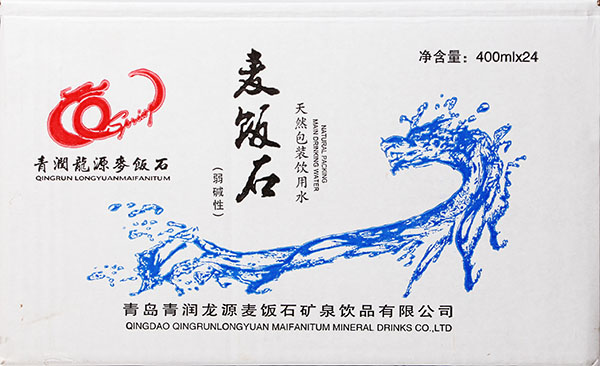 净含量：400mlx24
Spring
青潤龍源麥飯石
QINGRUN LONGYUANMAIFANITUM
麦饭石
（弱碱性）
天然包装饮用水
NATURAL PACKING
MAIN DRINKING WATER
青岛青润龙源麦饭石矿泉饮品有限公司
QINGDAO QINGRUNLONGYUAN MAIFANITUM MINERAL DRINKS CO.,LTD